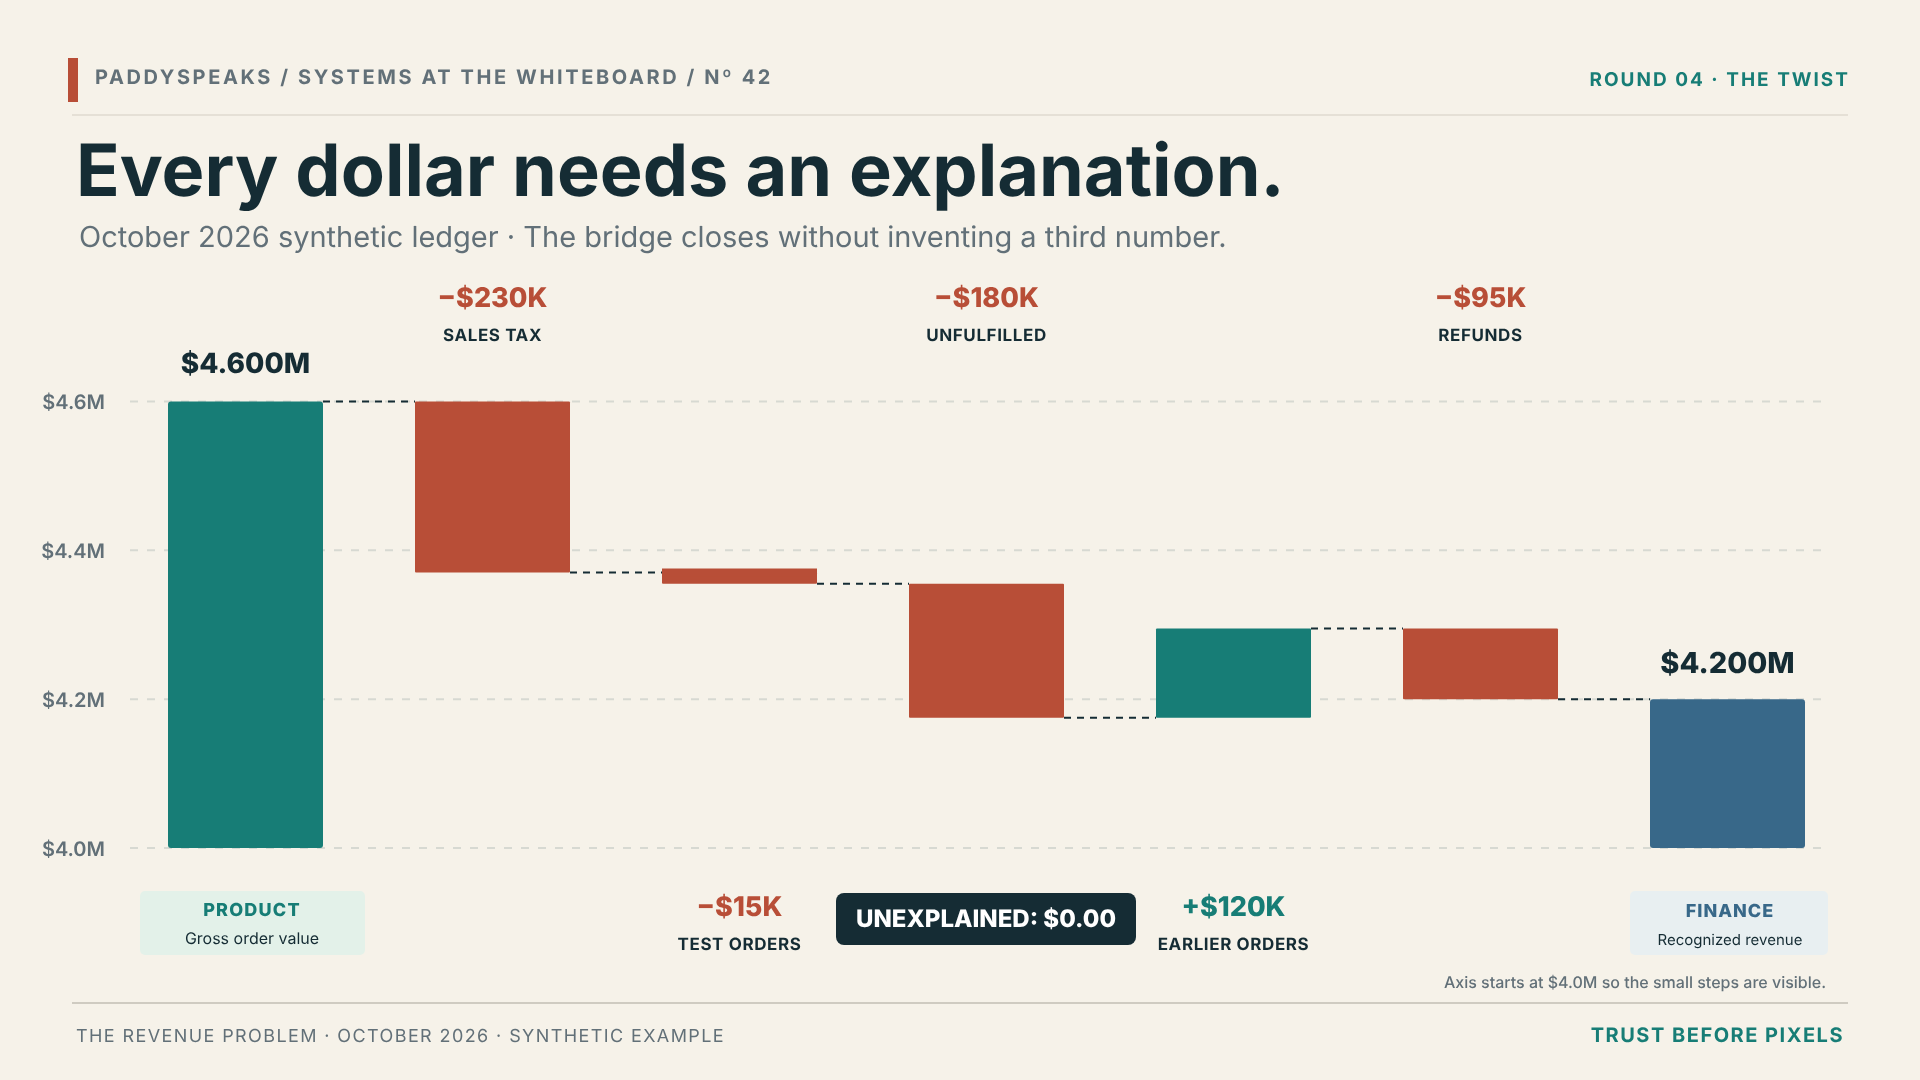 PADDYSPEAKS / SYSTEMS AT THE WHITEBOARD / Nº 42
ROUND 04 · THE TWIST
Every dollar needs an explanation.
October 2026 synthetic ledger · The bridge closes without inventing a third number.
−$230K
SALES TAX
−$180K
UNFULFILLED
−$95K
REFUNDS
$4.600M
$4.6M
$4.4M
$4.200M
$4.2M
$4.0M
PRODUCT
Gross order value
−$15K
TEST ORDERS
UNEXPLAINED: $0.00
+$120K
EARLIER ORDERS
FINANCE
Recognized revenue
Axis starts at $4.0M so the small steps are visible.
THE REVENUE PROBLEM · OCTOBER 2026 · SYNTHETIC EXAMPLE
TRUST BEFORE PIXELS